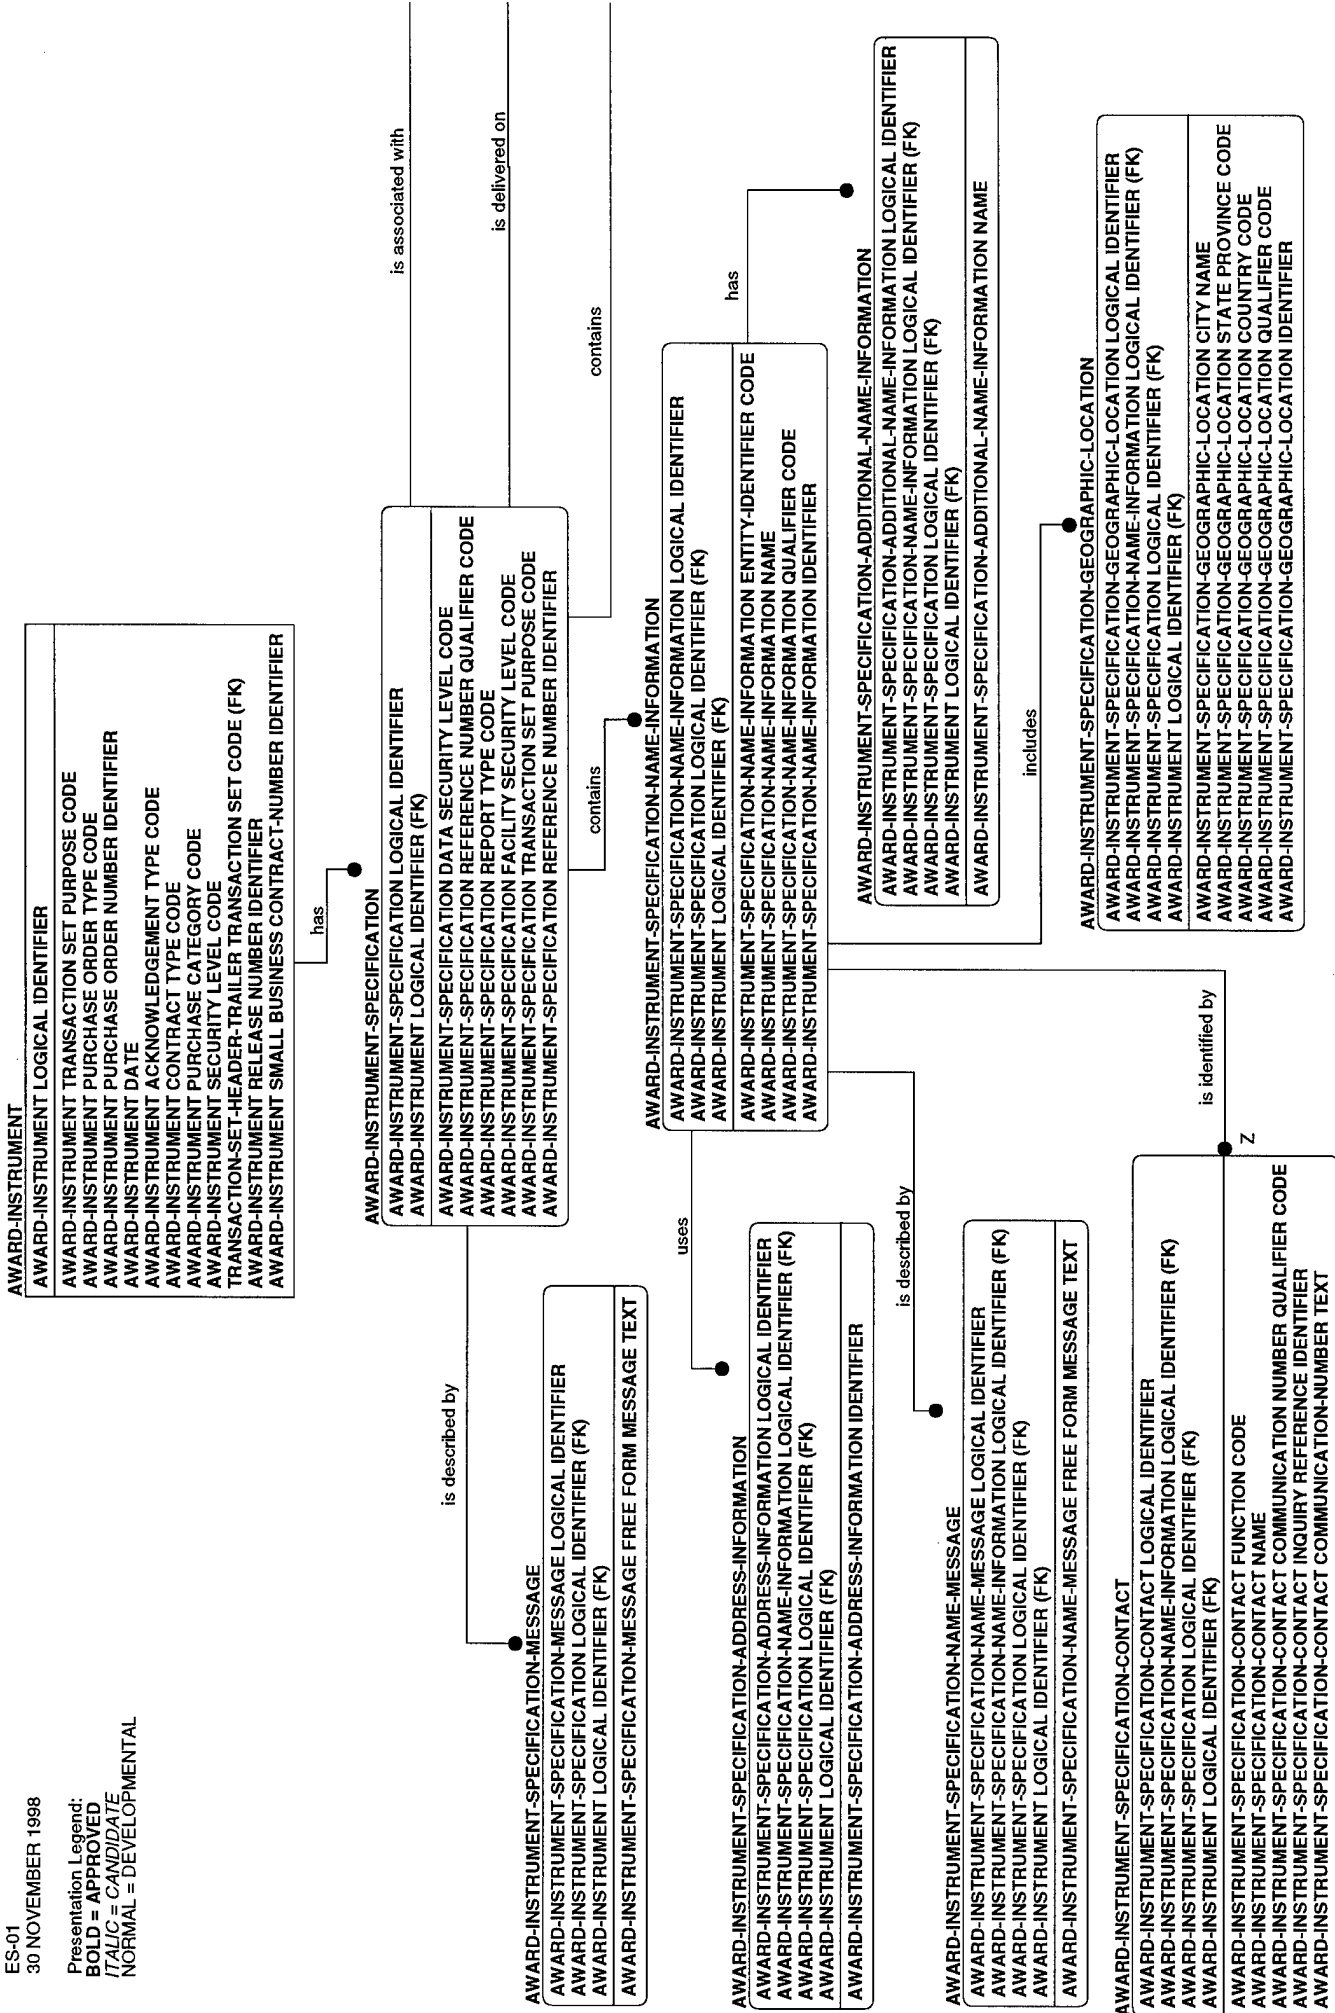 ES-01
30 NOVEMBER 1998
Presentation Legend:
BOLD = APPROVED
ITALIC = CANDIDATE
NORMAL = DEVELOPMENTAL
AWARD-INSTRUMENT
AWARD-INSTRUMENT LOGICAL IDENTIFIER
AWARD-INSTRUMENT TRANSACTION SET PURPOSE CODE
AWARD-INSTRUMENT PURCHASE ORDER TYPE CODE
AWARD-INSTRUMENT PURCHASE ORDER NUMBER IDENTIFIER
AWARD-INSTRUMENT DATE
AWARD-INSTRUMENT ACKNOWLEDGEMENT TYPE CODE
AWARD-INSTRUMENT CONTRACT TYPE CODE
AWARD-INSTRUMENT PURCHASE CATEGORY CODE
AWARD-INSTRUMENT SECURITY LEVEL CODE
TRANSACTION-SET-HEADER-TRAILER TRANSACTION SET CODE (FK)
AWARD-INSTRUMENT RELEASE NUMBER IDENTIFIER
AWARD-INSTRUMENT SMALL BUSINESS CONTRACT-NUMBER IDENTIFIER
has
AWARD-INSTRUMENT-SPECIFICATION
AWARD-INSTRUMENT-SPECIFICATION LOGICAL IDENTIFIER
AWARD-INSTRUMENT LOGICAL IDENTIFIER (FK)
AWARD-INSTRUMENT-SPECIFICATION DATA SECURITY LEVEL CODE
AWARD-INSTRUMENT-SPECIFICATION REFERENCE NUMBER QUALIFIER CODE
AWARD-INSTRUMENT-SPECIFICATION REPORT TYPE CODE
AWARD-INSTRUMENT-SPECIFICATION FACILITY SECURITY LEVEL CODE
AWARD-INSTRUMENT-SPECIFICATION TRANSACTION SET PURPOSE CODE
AWARD-INSTRUMENT-SPECIFICATION REFERENCE NUMBER IDENTIFIER
is associated with
is delivered on
contains
is described by
contains
AWARD-INSTRUMENT-SPECIFICATION-MESSAGE
AWARD-INSTRUMENT-SPECIFICATION-MESSAGE LOGICAL IDENTIFIER
AWARD-INSTRUMENT-SPECIFICATION LOGICAL IDENTIFIER (FK)
AWARD-INSTRUMENT LOGICAL IDENTIFIER (FK)
AWARD-INSTRUMENT-SPECIFICATION-MESSAGE FREE FORM MESSAGE TEXT
AWARD-INSTRUMENT-SPECIFICATION-NAME-INFORMATION
AWARD-INSTRUMENT-SPECIFICATION-NAME-INFORMATION LOGICAL IDENTIFIER
AWARD-INSTRUMENT-SPECIFICATION LOGICAL IDENTIFIER (FK)
AWARD-INSTRUMENT LOGICAL IDENTIFIER (FK)
AWARD-INSTRUMENT-SPECIFICATION-NAME-INFORMATION ENTITY-IDENTIFIER CODE
AWARD-INSTRUMENT-SPECIFICATION-NAME-INFORMATION NAME
AWARD-INSTRUMENT-SPECIFICATION-NAME-INFORMATION QUALIFIER CODE
AWARD-INSTRUMENT-SPECIFICATION-NAME-INFORMATION IDENTIFIER
uses
has
AWARD-INSTRUMENT-SPECIFICATION-ADDRESS-INFORMATION
AWARD-INSTRUMENT-SPECIFICATION-ADDRESS-INFORMATION LOGICAL IDENTIFIER
AWARD-INSTRUMENT-SPECIFICATION-NAME-INFORMATION LOGICAL IDENTIFIER (FK)
AWARD-INSTRUMENT-SPECIFICATION LOGICAL IDENTIFIER (FK)
AWARD-INSTRUMENT LOGICAL IDENTIFIER (FK)
AWARD-INSTRUMENT-SPECIFICATION-ADDRESS-INFORMATION IDENTIFIER
AWARD-INSTRUMENT-SPECIFICATION-ADDITIONAL-NAME-INFORMATION
AWARD-INSTRUMENT-SPECIFICATION-ADDITIONAL-NAME-INFORMATION LOGICAL IDENTIFIER
AWARD-INSTRUMENT-SPECIFICATION-NAME-INFORMATION LOGICAL IDENTIFIER (FK)
AWARD-INSTRUMENT-SPECIFICATION LOGICAL IDENTIFIER (FK)
AWARD-INSTRUMENT LOGICAL IDENTIFIER (FK)
AWARD-INSTRUMENT-SPECIFICATION-ADDITIONAL-NAME-INFORMATION NAME
is described by
AWARD-INSTRUMENT-SPECIFICATION-NAME-MESSAGE
AWARD-INSTRUMENT-SPECIFICATION-NAME-MESSAGE LOGICAL IDENTIFIER
AWARD-INSTRUMENT-SPECIFICATION-NAME-INFORMATION LOGICAL IDENTIFIER (FK)
AWARD-INSTRUMENT-SPECIFICATION LOGICAL IDENTIFIER (FK)
AWARD-INSTRUMENT LOGICAL IDENTIFIER (FK)
AWARD-INSTRUMENT-SPECIFICATION-NAME-MESSAGE FREE FORM MESSAGE TEXT
includes
AWARD-INSTRUMENT-SPECIFICATION-GEOGRAPHIC-LOCATION
AWARD-INSTRUMENT-SPECIFICATION-GEOGRAPHIC-LOCATION LOGICAL IDENTIFIER
AWARD-INSTRUMENT-SPECIFICATION-NAME-INFORMATION LOGICAL IDENTIFIER (FK)
AWARD-INSTRUMENT-SPECIFICATION LOGICAL IDENTIFIER (FK)
AWARD-INSTRUMENT LOGICAL IDENTIFIER (FK)
AWARD-INSTRUMENT-SPECIFICATION-GEOGRAPHIC-LOCATION CITY NAME
AWARD-INSTRUMENT-SPECIFICATION-GEOGRAPHIC-LOCATION STATE PROVINCE CODE
AWARD-INSTRUMENT-SPECIFICATION-GEOGRAPHIC-LOCATION COUNTRY CODE
AWARD-INSTRUMENT-SPECIFICATION-GEOGRAPHIC-LOCATION QUALIFIER CODE
AWARD-INSTRUMENT-SPECIFICATION-GEOGRAPHIC-LOCATION IDENTIFIER
is identified by
Z
AWARD-INSTRUMENT-SPECIFICATION-CONTACT
AWARD-INSTRUMENT-SPECIFICATION-CONTACT LOGICAL IDENTIFIER
AWARD-INSTRUMENT-SPECIFICATION-NAME-INFORMATION LOGICAL IDENTIFIER (FK)
AWARD-INSTRUMENT-SPECIFICATION LOGICAL IDENTIFIER (FK)
AWARD-INSTRUMENT LOGICAL IDENTIFIER (FK)
AWARD-INSTRUMENT-SPECIFICATION-CONTACT FUNCTION CODE
AWARD-INSTRUMENT-SPECIFICATION-CONTACT NAME
AWARD-INSTRUMENT-SPECIFICATION-CONTACT COMMUNICATION NUMBER QUALIFIER CODE
AWARD-INSTRUMENT-SPECIFICATION-CONTACT INQUIRY REFERENCE IDENTIFIER
AWARD-INSTRUMENT-SPECIFICATION-CONTACT COMMUNICATION-NUMBER TEXT